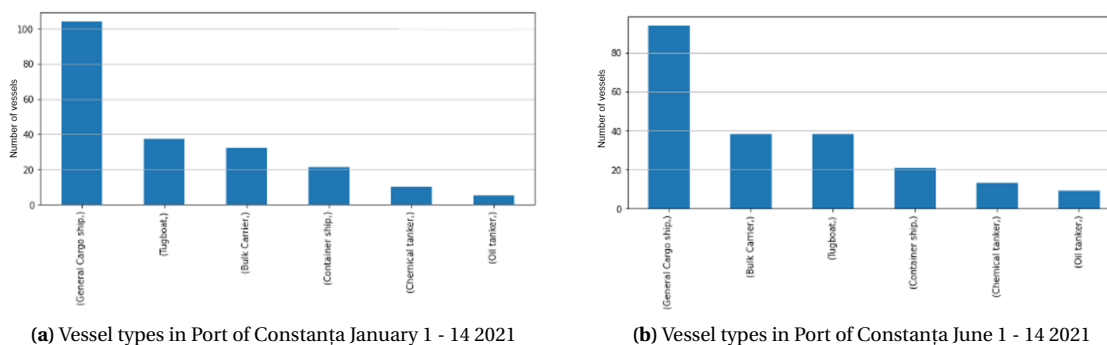 100
80
60
40
20
0
Number of vessels
(General Cargo ship,)
(Tugboat,)
(Bulk Carrier,)
(Container ship,)
(Chemical tanker,)
(Oil tanker,)
(a) Vessel types in Port of Constanța January 1 - 14 2021
80
60
40
20
0
Number of vessels
(General Cargo ship,)
(Bulk Carrier,)
(Tugboat,)
(Container ship,)
(Chemical tanker,)
(Oil tanker,)
(b) Vessel types in Port of Constanța June 1 - 14 2021